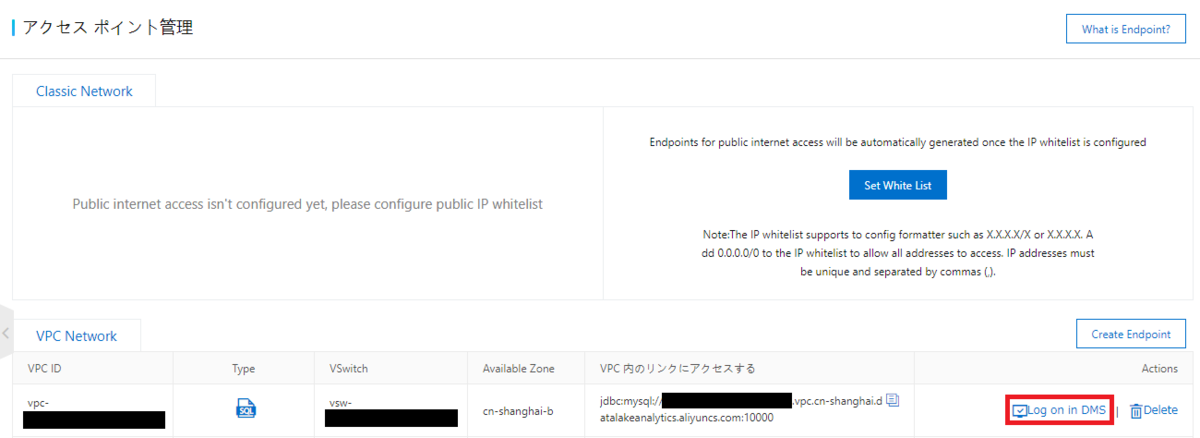 アクセス ポイント管理
What is Endpoint?
Classic Network
Public internet access isn't configured yet, please configure public IP whitelist
Endpoints for public internet access will be automatically generated once the IP whitelist is configured
Set White List
Note:The IP whitelist supports to config formatter such as X.X.X.X/X or X.X.X.X. A
dd 0.0.0.0/0 to the IP whitelist to allow all addresses to access. IP addresses must
be unique and separated by commas (,).
VPC Network
Create Endpoint
VPC ID Type VSwitch Available Zone VPC 内のリンクにアクセスする Actions
vpc- SQL vsw- cn-shanghai-b jdbc:mysql:// .vpc.cn-shanghai.d
atalakeanalytics.aliyuncs.com:10000
Log on in DMS | Delete